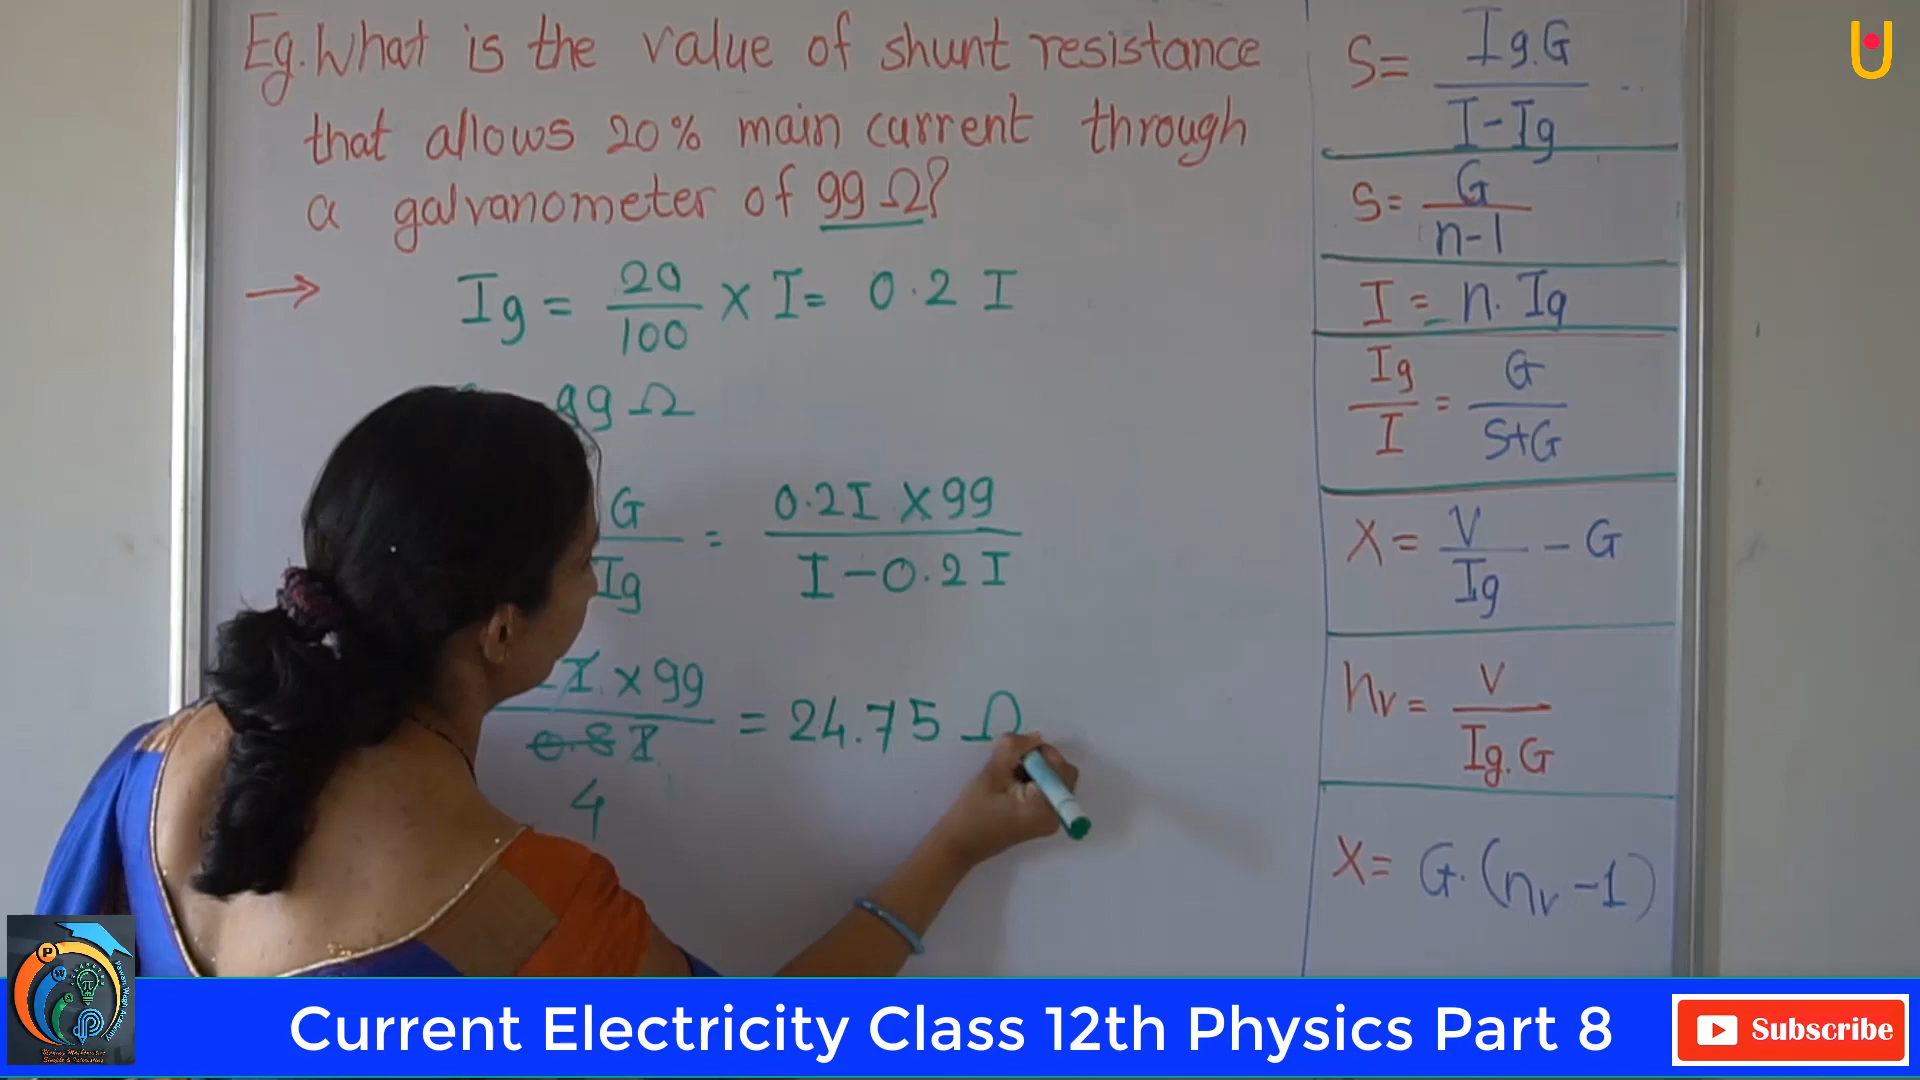 Eg. What is the value of shunt resistance
that allows 20% main current through
a galvanometer of 99 Ω?
→ Ig = 20/100 × I = 0.2 I
99 Ω
G/Ig = 0.2I × 99/I - 0.2 I
I × 99/0.8 I = 24.75 Ω
4
S = Ig.G/I - Ig
S = G/n-1
I = n. Ig
Ig/I = G/S+G
X = V/Ig - G
nv = V/Ig.G
X = G. (nv - 1)
U
P
W
π
Current Electricity Class 12th Physics Part 8
Subscribe